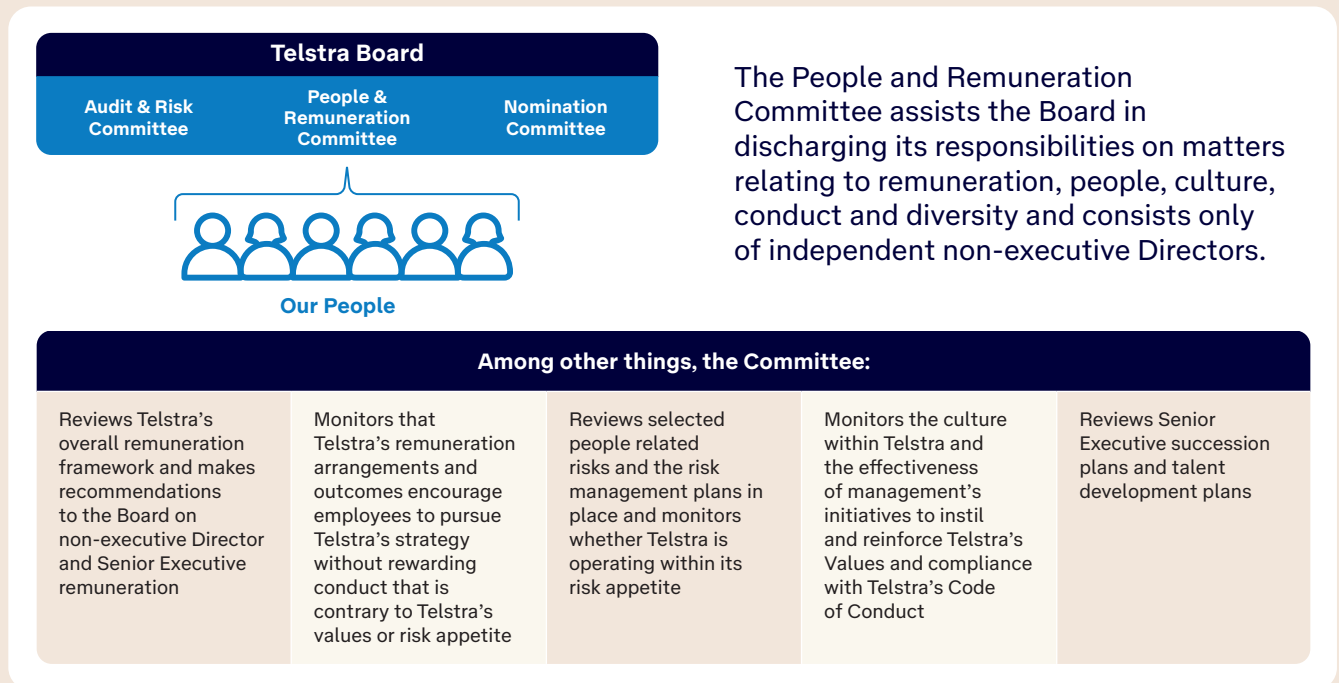 Telstra Board
Audit & Risk
Committee
People &
Remuneration
Committee
Nomination
Committee
Our People
The People and Remuneration
Committee assists the Board in
discharging its responsibilities on matters
relating to remuneration, people, culture,
conduct and diversity and consists only
of independent non-executive Directors.
Among other things, the Committee:
Reviews Telstra’s
overall remuneration
framework and makes
recommendations
to the Board on
non-executive Director
and Senior Executive
remuneration
Monitors that
Telstra’s remuneration
arrangements and
outcomes encourage
employees to pursue
Telstra’s strategy
without rewarding
conduct that is
contrary to Telstra’s
values or risk appetite
Reviews selected
people related
risks and the risk
management plans in
place and monitors
whether Telstra is
operating within its
risk appetite
Monitors the culture
within Telstra and
the effectiveness
of management’s
initiatives to instil
and reinforce Telstra’s
Values and compliance
with Telstra’s Code
of Conduct
Reviews Senior
Executive succession
plans and talent
development plans